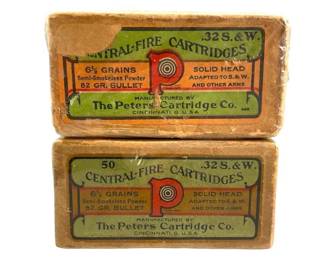 .32 S. & W.
CENTRAL-FIRE CARTRIDGES
6½ GRAINS
Semi-Smokeless Powder
82 GR. BULLET
P
SOLID HEAD
ADAPTED TO S. & W.
AND OTHER ARMS
MANUFACTURED BY
The Peters Cartridge Co.
CINCINNATI, O. U.S.A.
50
.32 S. & W.
CENTRAL-FIRE CARTRIDGES
6½ GRAINS
Semi-Smokeless Powder
82 GR. BULLET
P
SOLID HEAD
ADAPTED TO S. & W.
AND OTHER ARMS
MANUFACTURED BY
The Peters Cartridge Co.
CINCINNATI, O. U.S.A.